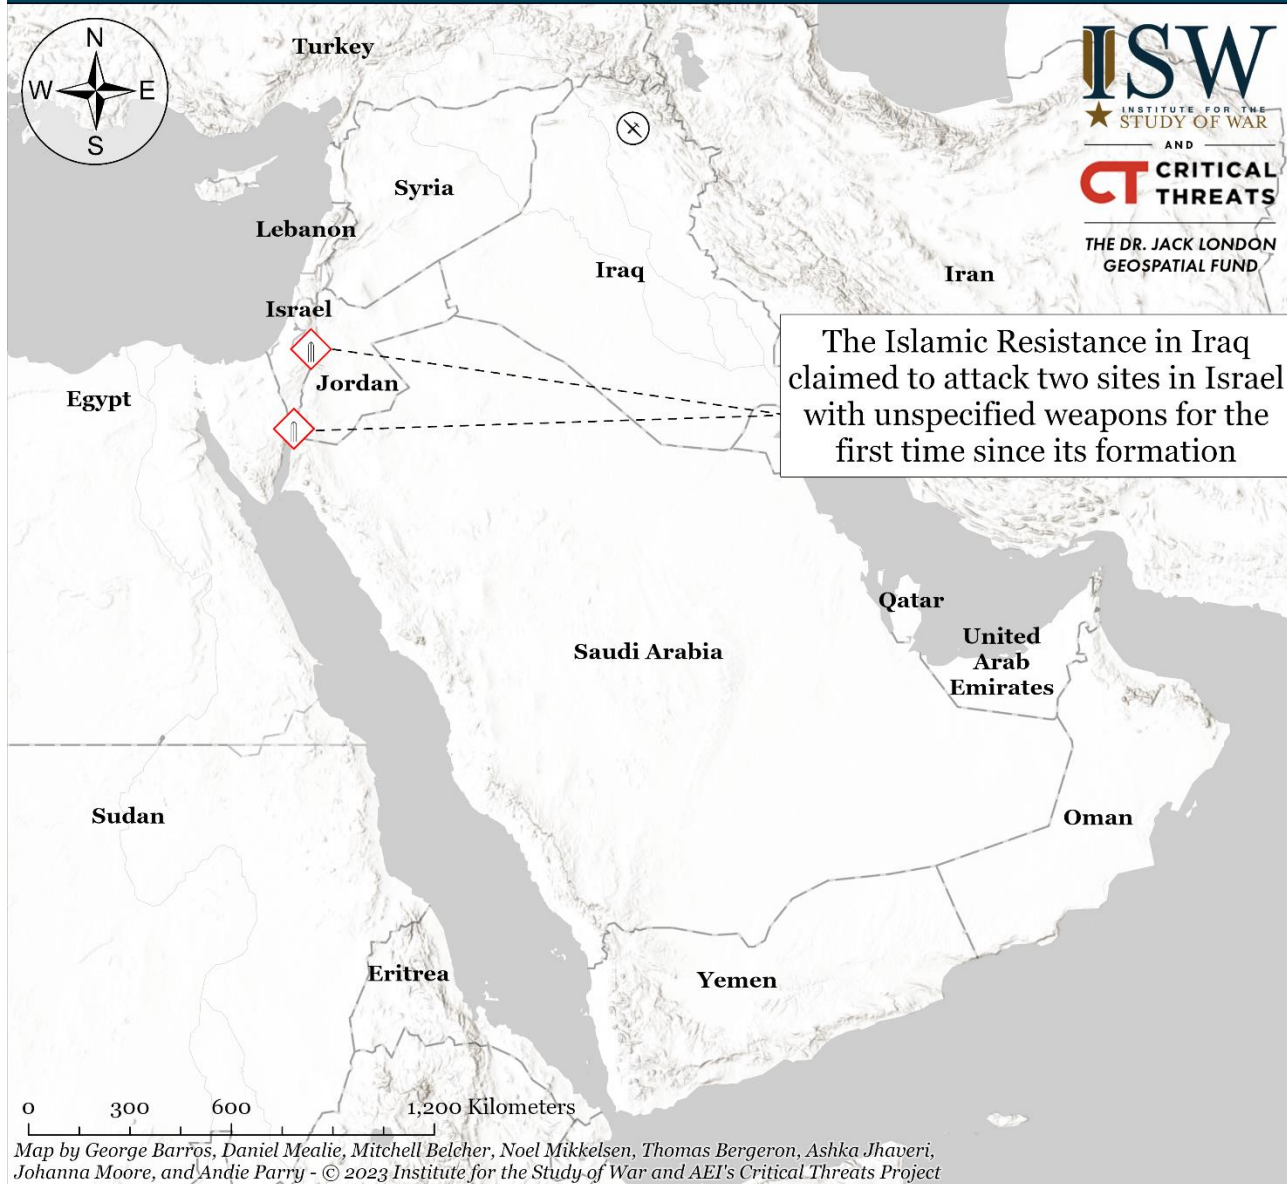 N
W
E
S
Turkey
ISW
INSTITUTE FOR THE
STUDY OF WAR
AND
CT CRITICAL
THREATS
THE DR. JACK LONDON
GEOSPATIAL FUND
Syria
Lebanon
Iraq
Iran
Israel
The Islamic Resistance in Iraq
claimed to attack two sites in Israel
with unspecified weapons for the
first time since its formation
Jordan
Egypt
Qatar
United
Arab
Emirates
Saudi Arabia
Sudan
Oman
Eritrea
Yemen
0 300 600 1,200 Kilometers
Map by George Barros, Daniel Mealie, Mitchell Belcher, Noel Mikkelsen, Thomas Bergeron, Ashka Jhaveri,
Johanna Moore, and Andie Parry - © 2023 Institute for the Study of War and AEI's Critical Threats Project